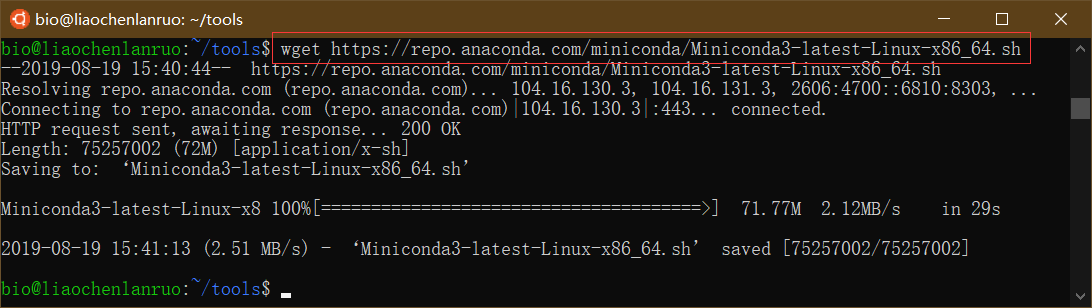 bio@liaochenlanruo: ~/tools
bio@liaochenlanruo:~/tools$ wget https://repo.anaconda.com/miniconda/Miniconda3-latest-Linux-x86_64.sh
--2019-08-19 15:40:44--  https://repo.anaconda.com/miniconda/Miniconda3-latest-Linux-x86_64.sh
Resolving repo.anaconda.com (repo.anaconda.com)... 104.16.130.3, 104.16.131.3, 2606:4700::6810:8303, ...
Connecting to repo.anaconda.com (repo.anaconda.com)|104.16.130.3|:443... connected.
HTTP request sent, awaiting response... 200 OK
Length: 75257002 (72M) [application/x-sh]
Saving to: ‘Miniconda3-latest-Linux-x86_64.sh’
Miniconda3-latest-Linux-x8 100%[======================================>]  71.77M  2.12MB/s    in 29s
2019-08-19 15:41:13 (2.51 MB/s) - ‘Miniconda3-latest-Linux-x86_64.sh’ saved [75257002/75257002]
bio@liaochenlanruo:~/tools$